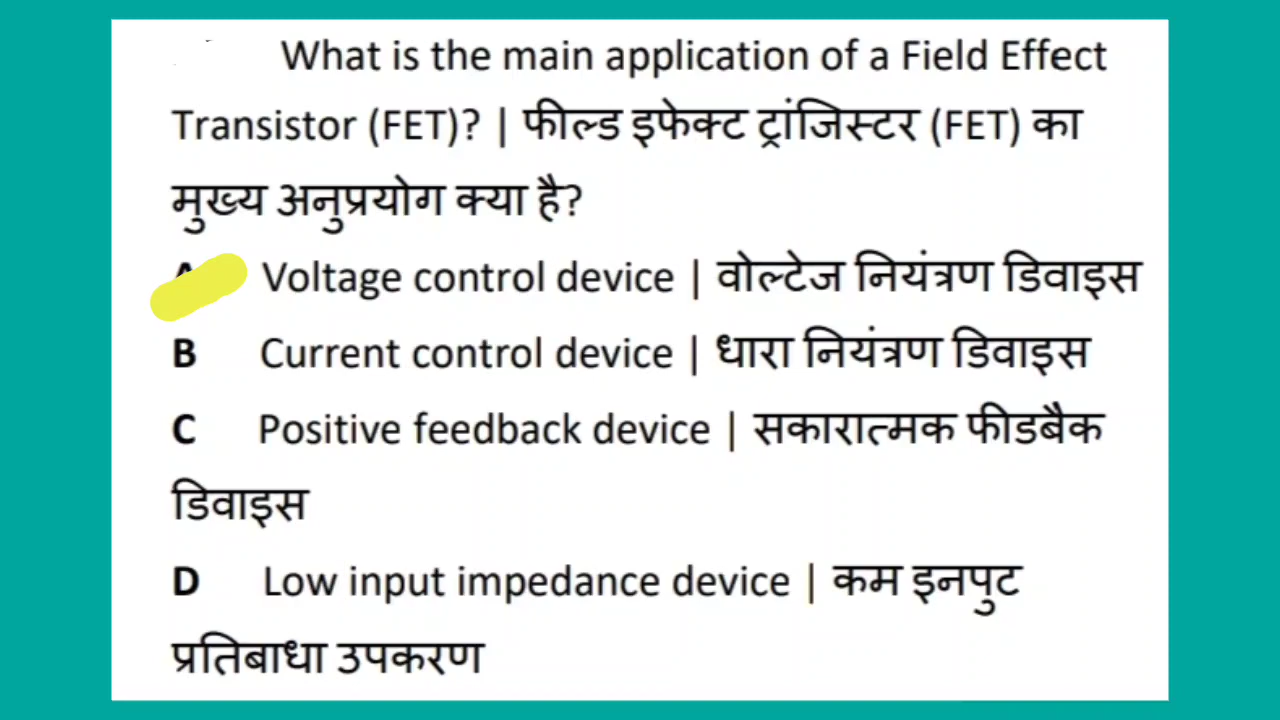 What is the main application of a Field Effect
Transistor (FET)? | फील्ड इफेक्ट ट्रांजिस्टर (FET) का
मुख्य अनुप्रयोग क्या है?
Voltage control device | वोल्टेज नियंत्रण डिवाइस
B Current control device | धारा नियंत्रण डिवाइस
C Positive feedback device | सकारात्मक फीडबैक
डिवाइस
D Low input impedance device | कम इनपुट
प्रतिबाधा उपकरण